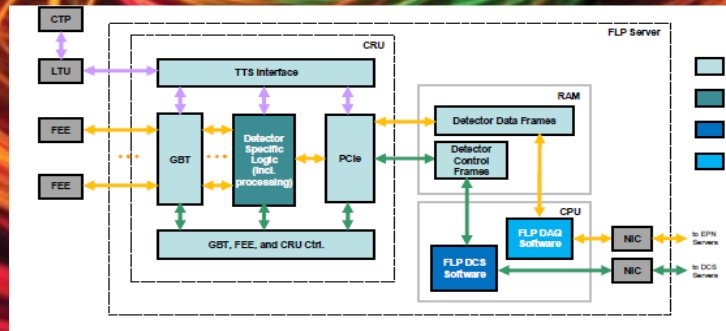 CTP
FLP Server
CRU
LTU
TTS Interface
RAM
FEE
Detector Data Frames
GBT
Detector
Specific
Logic
(incl.
processing)
PCIe
Detector
Control
Frames
FEE
CPU
GBT, FEE, and CRU Ctrl.
FLP DAQ
Software
NIC
to EPN
Servers
FLP DCS
Software
NIC
to DCS
Servers